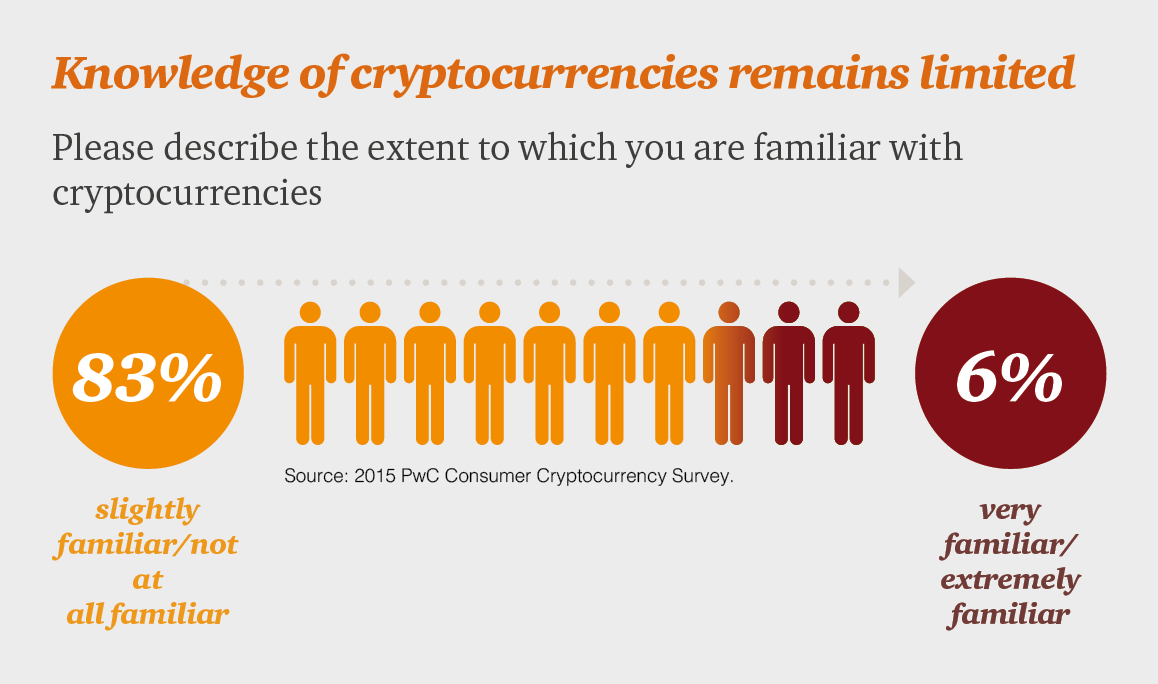 Knowledge of cryptocurrencies remains limited
Please describe the extent to which you are familiar with
cryptocurrencies
83%
6%
Source: 2015 PwC Consumer Cryptocurrency Survey.
slightly
familiar/not
at
all familiar
very
familiar/
extremely
familiar